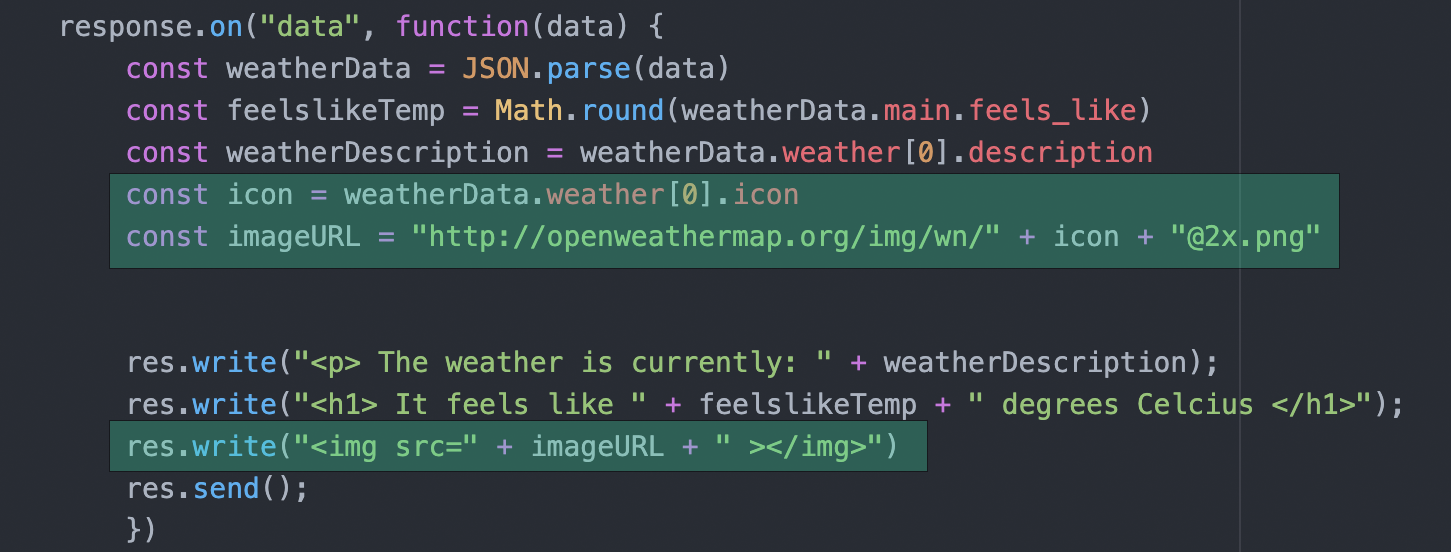 response.on("data", function(data) {
const weatherData = JSON.parse(data)
const feelslikeTemp = Math.round(weatherData.main.feels_like)
const weatherDescription = weatherData.weather[0].description
const icon = weatherData.weather[0].icon
const imageURL = "http://openweathermap.org/img/wn/" + icon + "@2x.png"
res.write("<p> The weather is currently: " + weatherDescription);
res.write("<h1> It feels like " + feelslikeTemp + " degrees Celcius </h1>");
res.write("<img src=" + imageURL + " ></img>")
res.send();
})